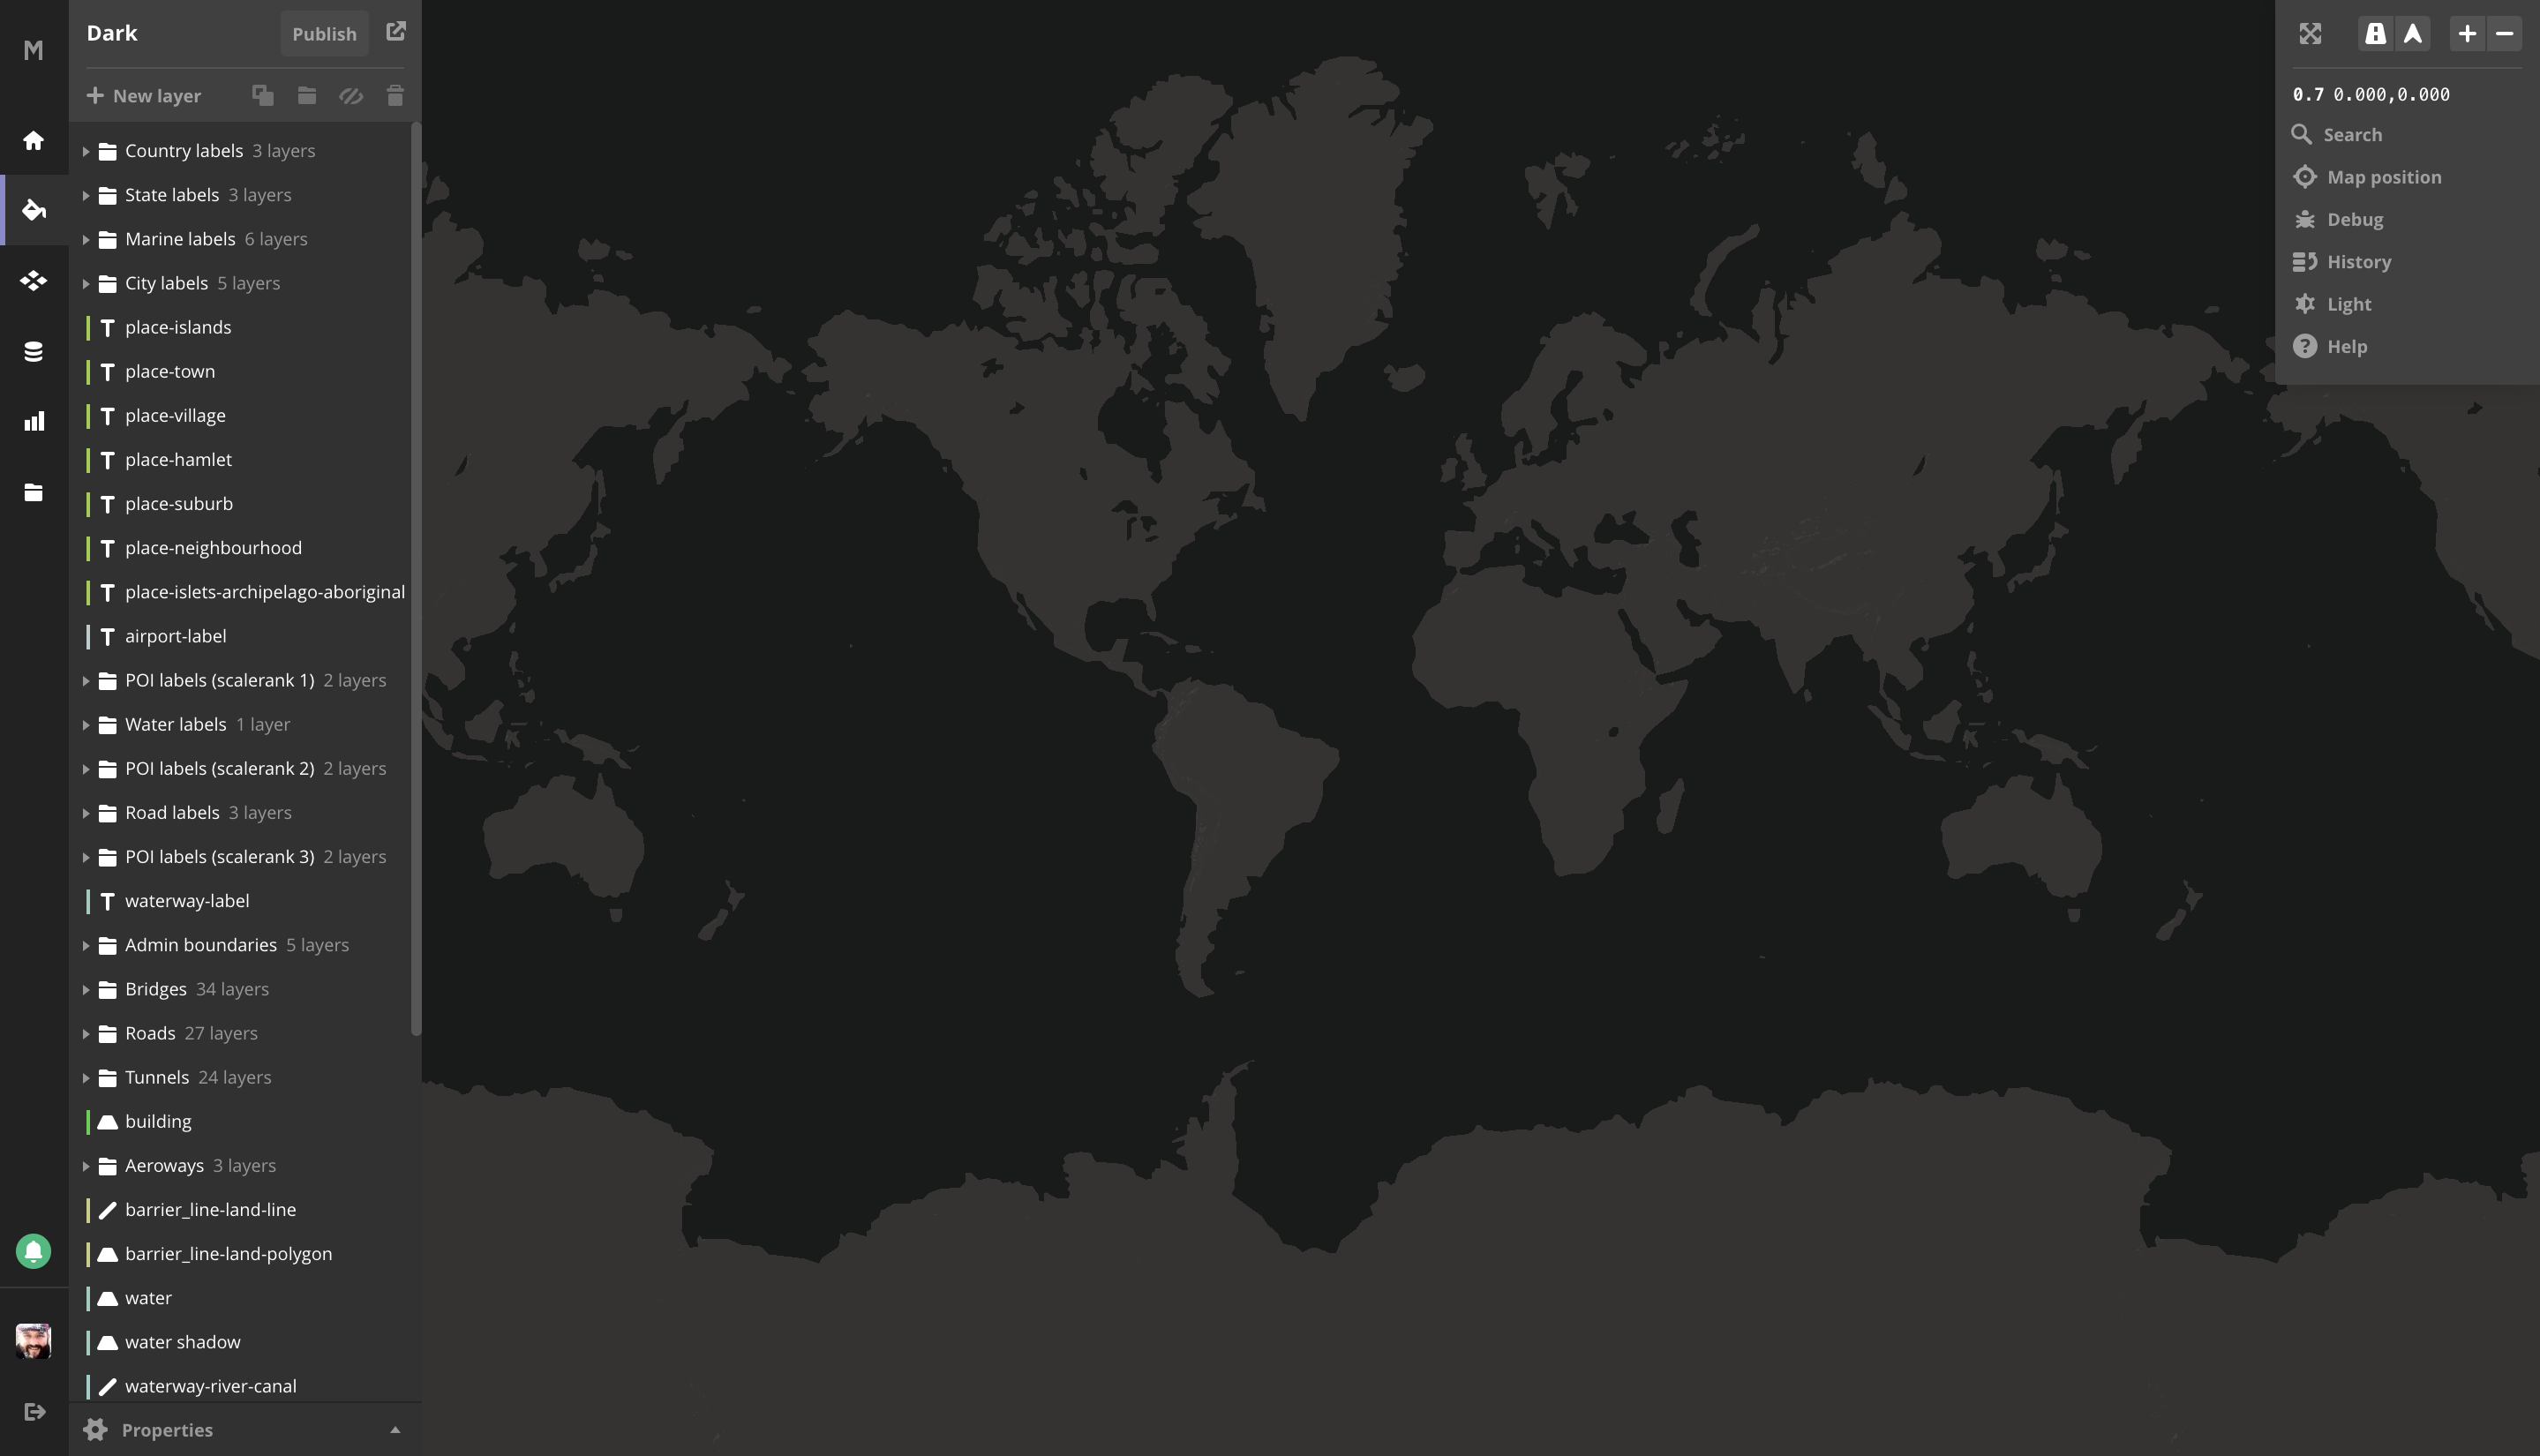 M
Dark
Publish
New layer
Country labels 3 layers
State labels 3 layers
Marine labels 6 layers
City labels 5 layers
place-islands
place-town
place-village
place-hamlet
place-suburb
place-neighbourhood
place-islets-archipelago-aboriginal
airport-label
POI labels (scalerank 1) 2 layers
Water labels 1 layer
POI labels (scalerank 2) 2 layers
Road labels 3 layers
POI labels (scalerank 3) 2 layers
waterway-label
Admin boundaries 5 layers
Bridges 34 layers
Roads 27 layers
Tunnels 24 layers
building
Aeroways 3 layers
barrier_line-land-line
barrier_line-land-polygon
water
water shadow
waterway-river-canal
Properties
0.7 0.000,0.000
Search
Map position
Debug
History
Light
Help